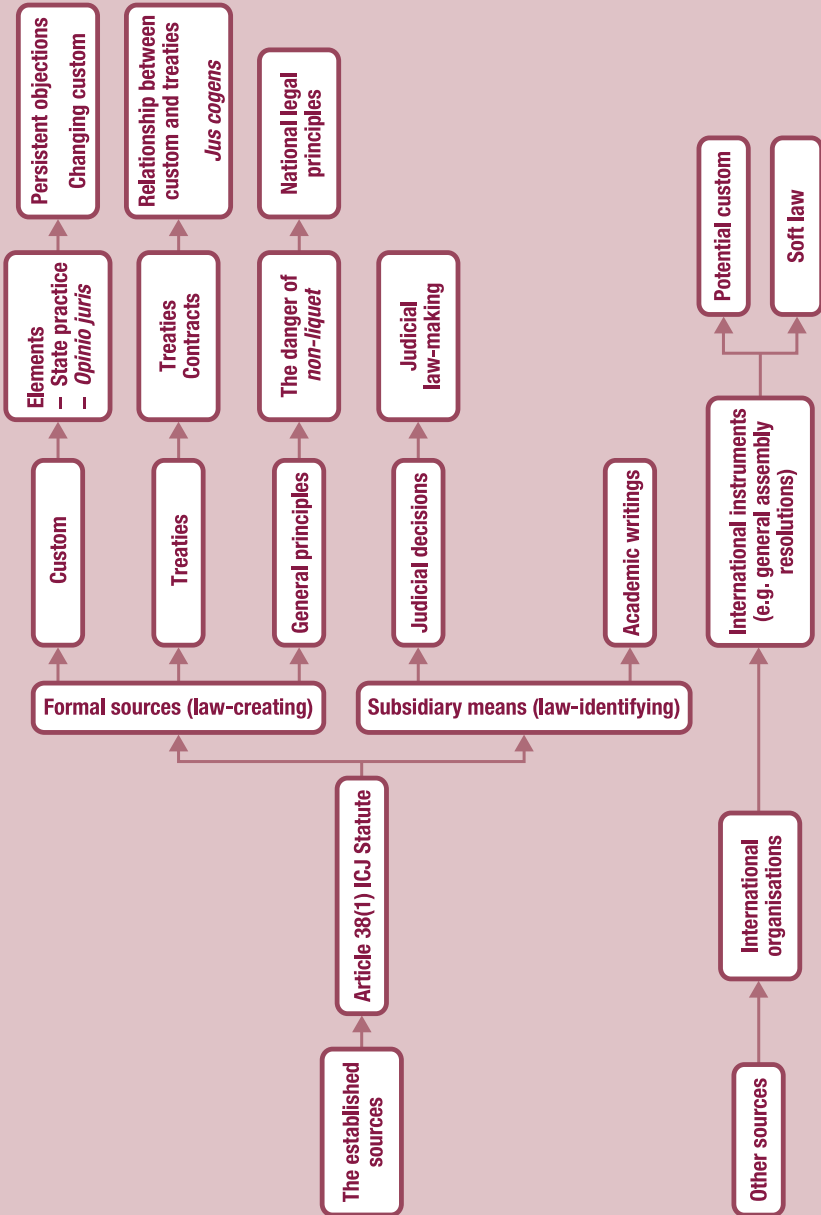 The established
sources
Article 38(1) ICJ Statute
Formal sources (law-creating)
Custom
Elements
– State practice
– Opinio juris
Persistent objections
Changing custom
Treaties
Treaties
Contracts
Relationship between
custom and treaties
Jus cogens
General principles
The danger of
non-liquet
National legal
principles
Subsidiary means (law-identifying)
Judicial decisions
Judicial
law-making
Academic writings
Other sources
International
organisations
International instruments
(e.g. general assembly
resolutions)
Potential custom
Soft law